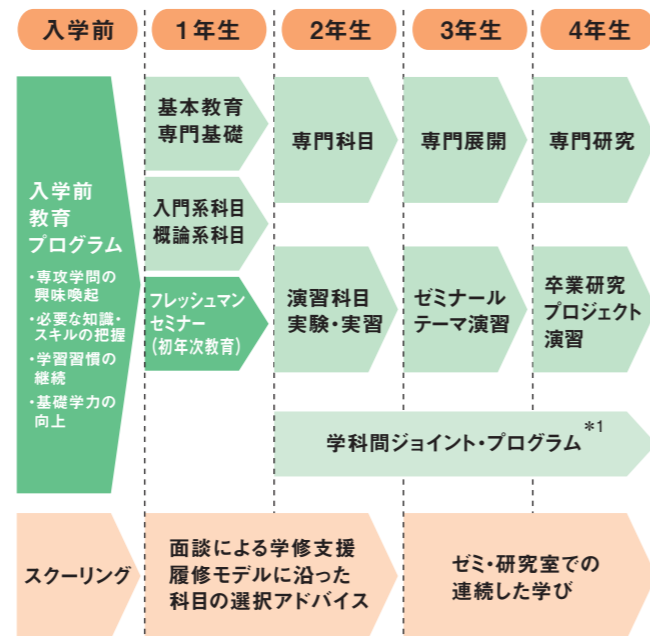 入学前
1年生
2年生
3年生
4年生
入学前
教育
プログラム
・専攻学問の
興味喚起
・必要な知識・
スキルの把握
・学習習慣の
継続
・基礎学力の
向上
基本教育
専門基礎
入門系科目
概論系科目
フレッシュマン
セミナー
(初年次教育)
専門科目
演習科目
実験・実習
専門展開
ゼミナール
テーマ演習
専門研究
卒業研究
プロジェクト
演習
学科間ジョイント・プログラム*1
スクーリング
面談による学修支援
履修モデルに沿った
科目の選択アドバイス
ゼミ・研究室での
連続した学び